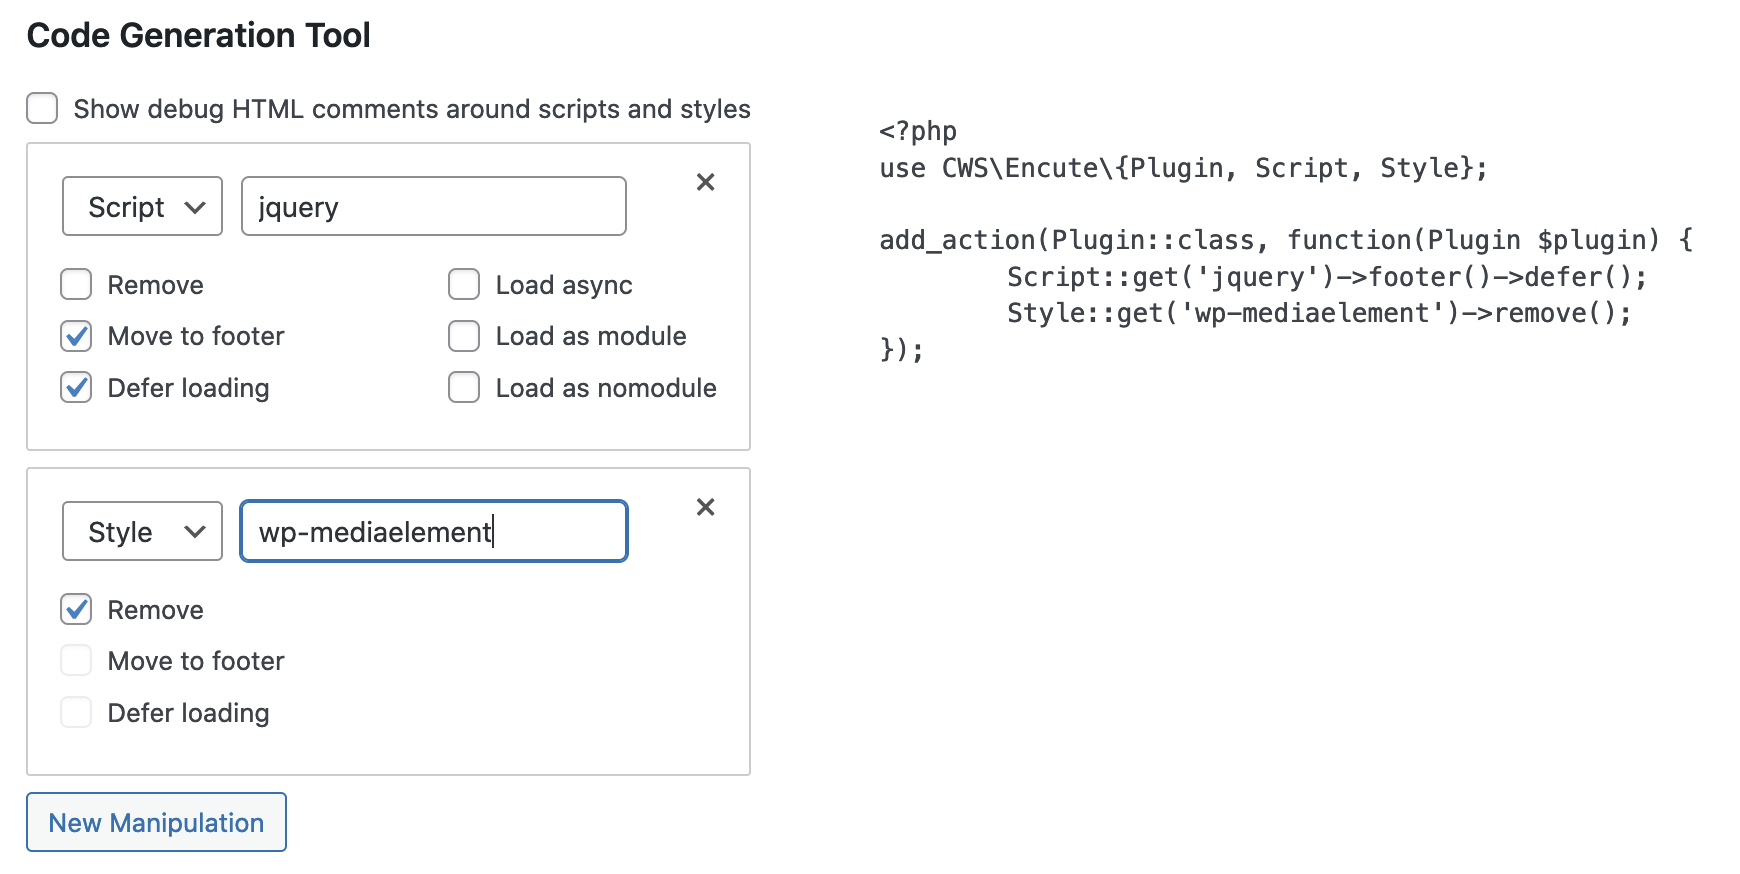 Code Generation Tool
Show debug HTML comments around scripts and styles
Script
jquery
Remove
Load async
Move to footer
Load as module
Defer loading
Load as nomodule
Style
wp-mediaelement
Remove
Move to footer
Defer loading
New Manipulation
<?php
use CWS\Encute\{Plugin, Script, Style};
add_action(Plugin::class, function(Plugin $plugin) {
Script::get('jquery')->footer()->defer();
Style::get('wp-mediaelement')->remove();
});